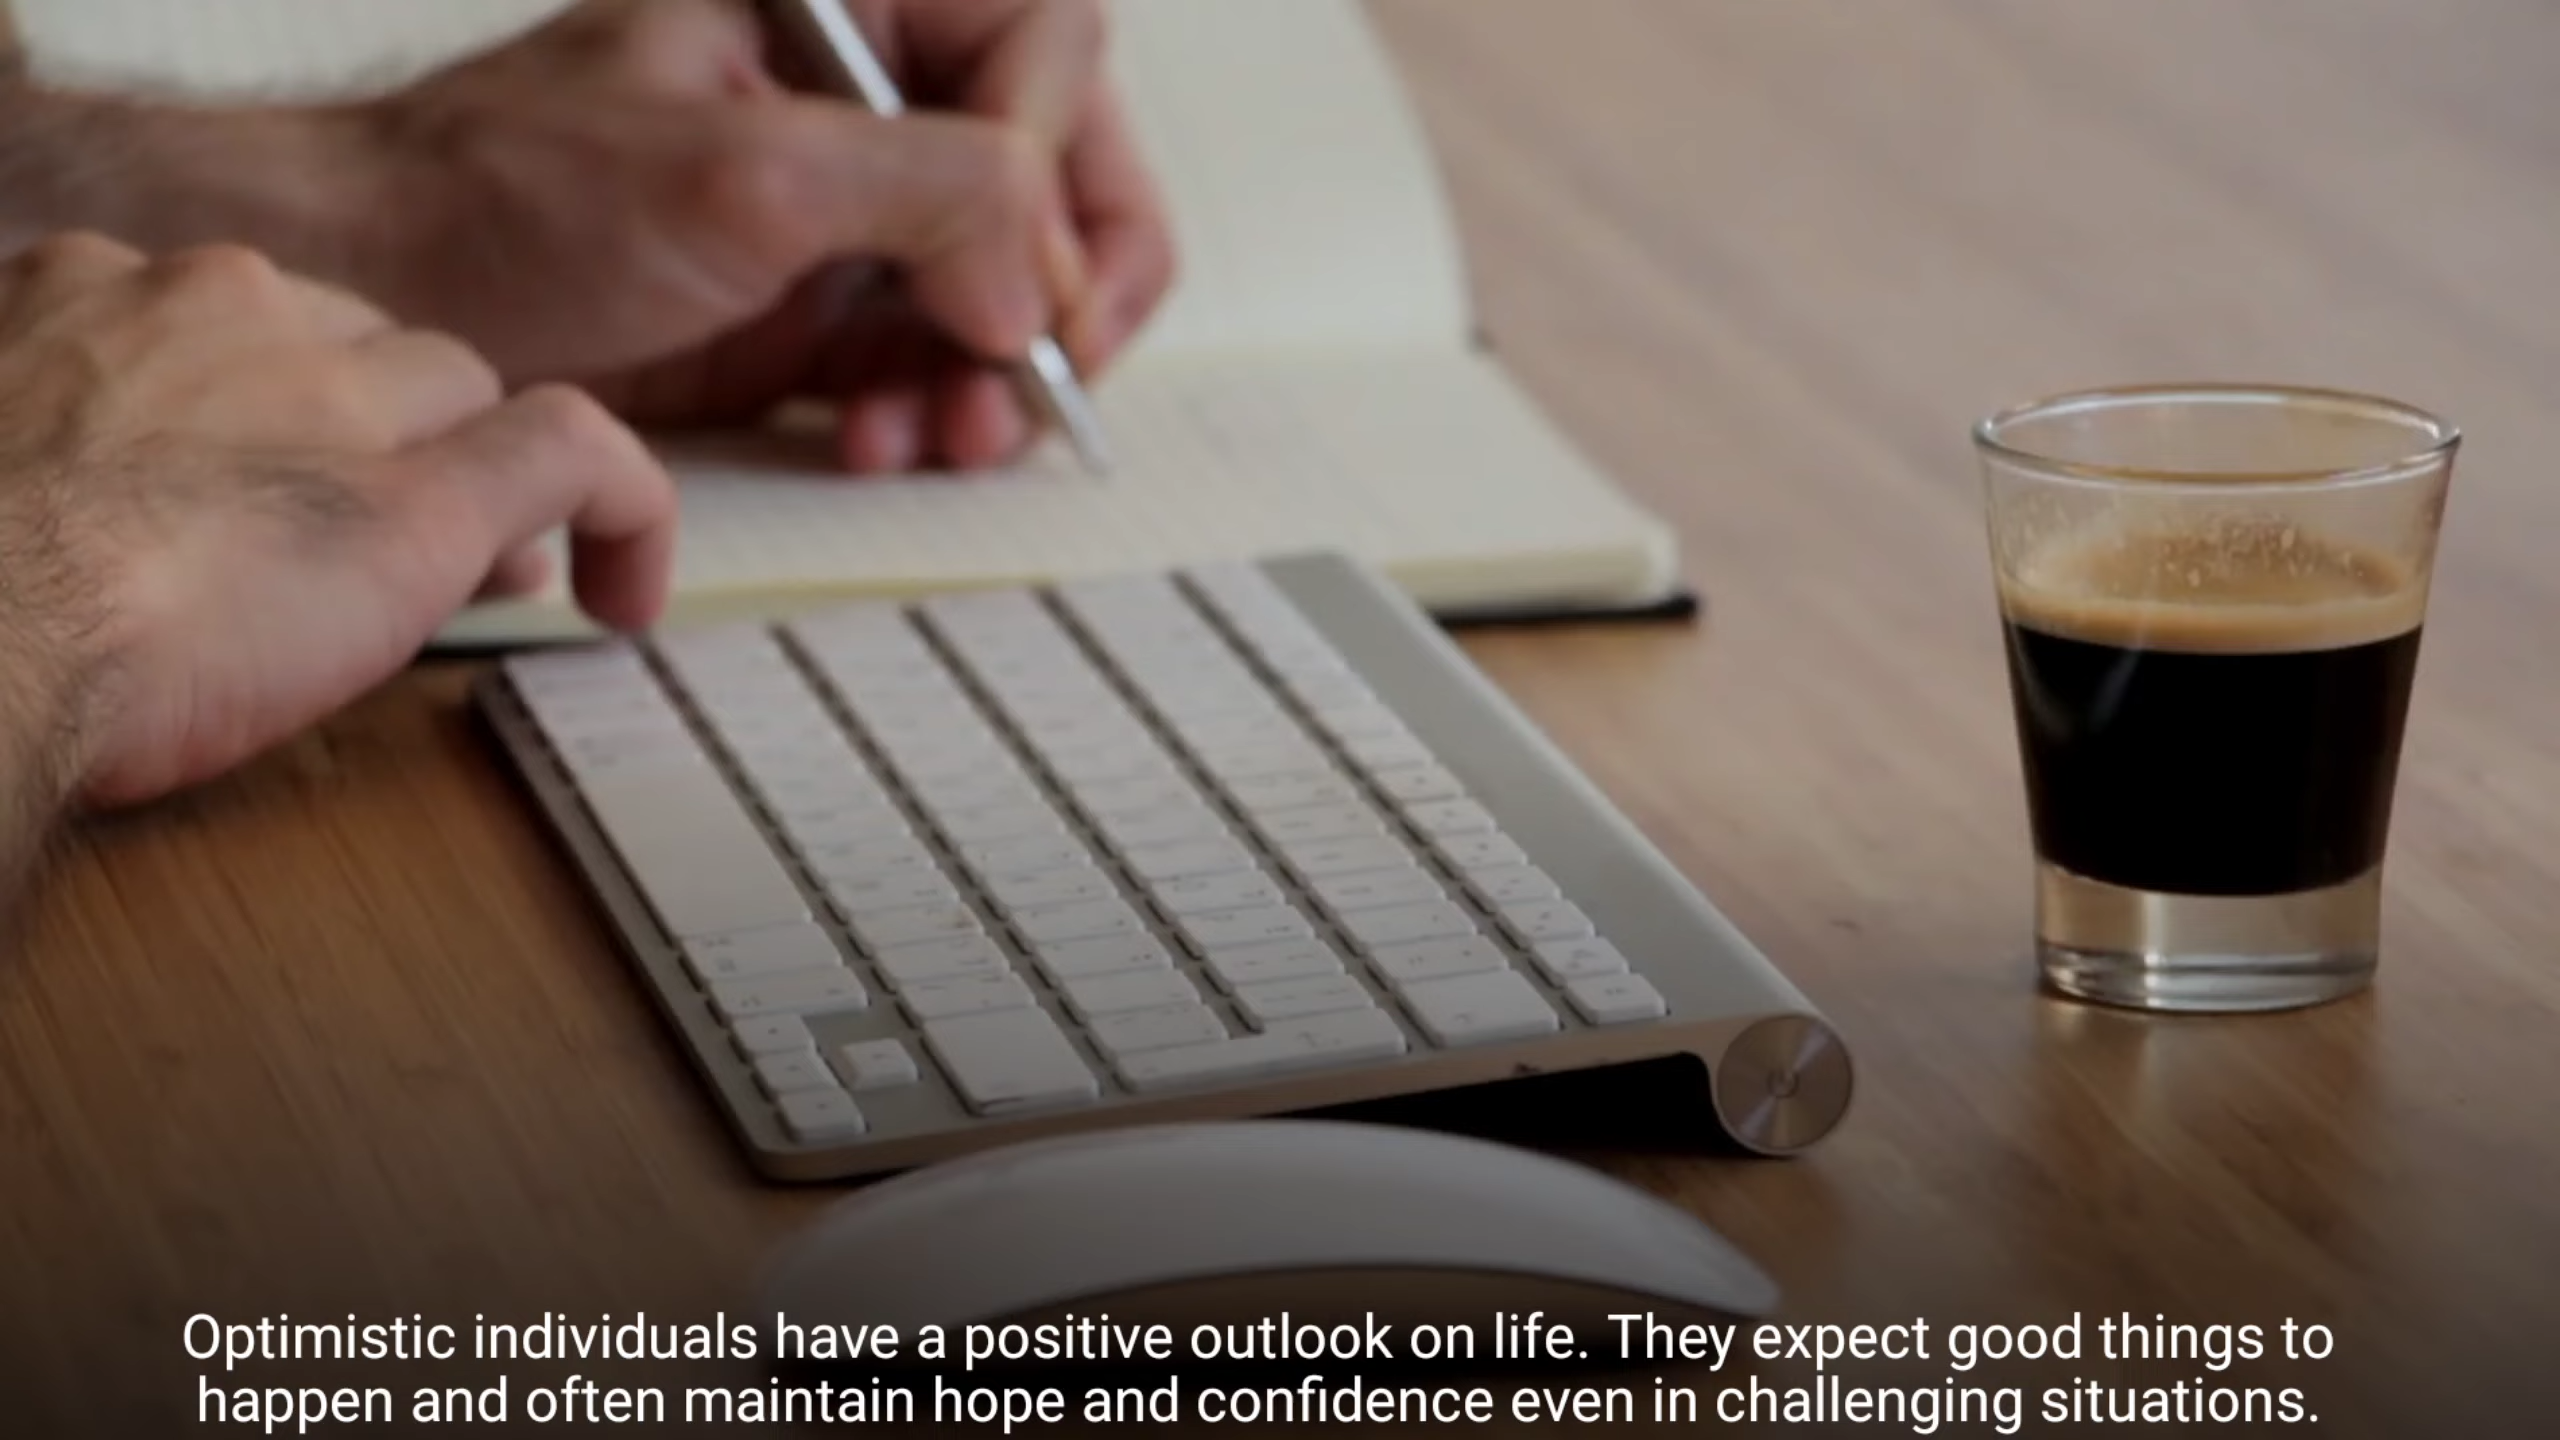 Optimistic individuals have a positive outlook on life. They expect good things to
happen and often maintain hope and confidence even in challenging situations.